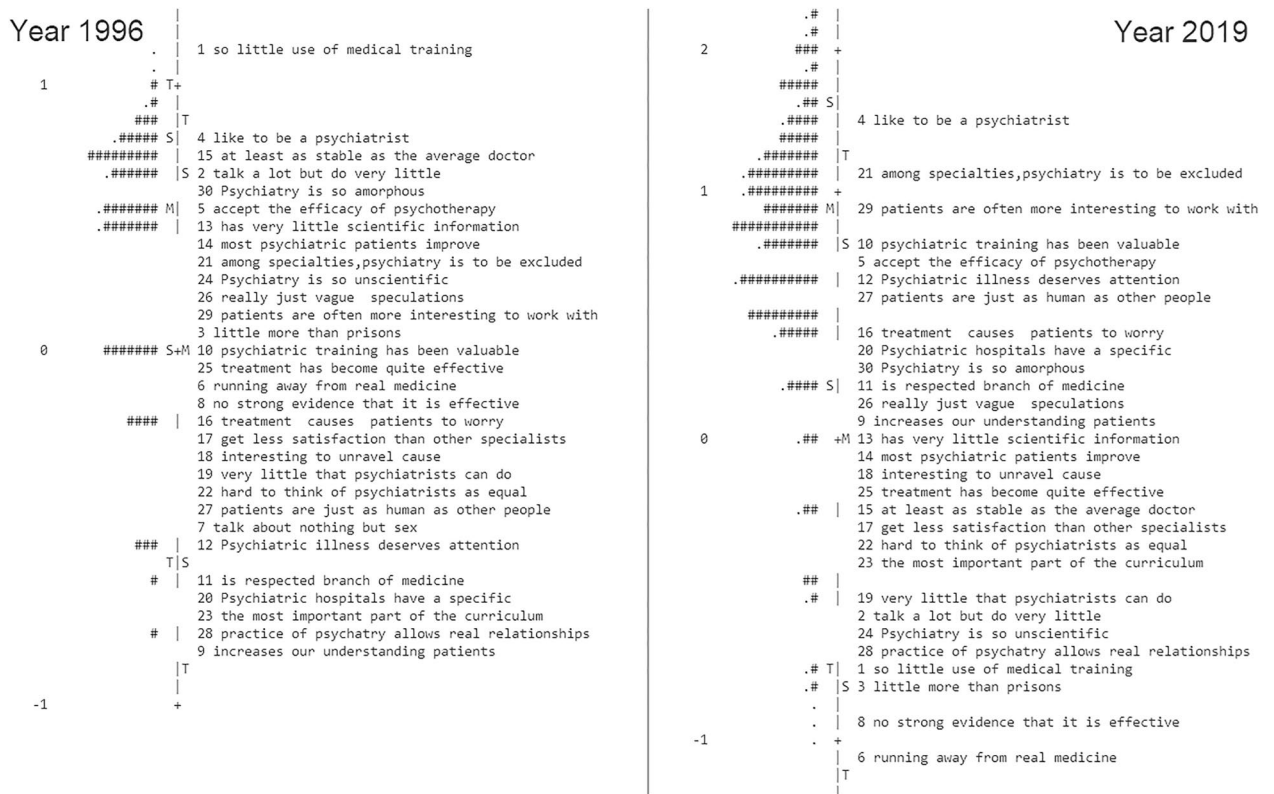 Year 1996
|
|
. | 1 so little use of medical training
. |
1 # T+
.# |
### |T
.##### S| 4 like to be a psychiatrist
######### | 15 at least as stable as the average doctor
.###### |S 2 talk a lot but do very little
30 Psychiatry is so amorphous
.####### M| 5 accept the efficacy of psychotherapy
.####### | 13 has very little scientific information
14 most psychiatric patients improve
21 among specialties,psychiatry is to be excluded
24 Psychiatry is so unscientific
26 really just vague speculations
29 patients are often more interesting to work with
3 little more than prisons
0 ####### S+M 10 psychiatric training has been valuable
25 treatment has become quite effective
6 running away from real medicine
8 no strong evidence that it is effective
#### | 16 treatment causes patients to worry
17 get less satisfaction than other specialists
18 interesting to unravel cause
19 very little that psychiatrists can do
22 hard to think of psychiatrists as equal
27 patients are just as human as other people
7 talk about nothing but sex
### | 12 Psychiatric illness deserves attention
T|S
# | 11 is respected branch of medicine
20 Psychiatric hospitals have a specific
23 the most important part of the curriculum
# | 28 practice of psychatry allows real relationships
9 increases our understanding patients
|T
|
-1 +
Year 2019
.# |
.# |
2 ### +
.# |
##### |
.## S|
.#### | 4 like to be a psychiatrist
##### |
.####### |T
.######### | 21 among specialties,psychiatry is to be excluded
1 .######### +
####### M| 29 patients are often more interesting to work with
########### |
.####### |S 10 psychiatric training has been valuable
5 accept the efficacy of psychotherapy
.########## | 12 Psychiatric illness deserves attention
27 patients are just as human as other people
######### |
.##### | 16 treatment causes patients to worry
20 Psychiatric hospitals have a specific
30 Psychiatry is so amorphous
.#### S| 11 is respected branch of medicine
26 really just vague speculations
9 increases our understanding patients
0 .## +M 13 has very little scientific information
14 most psychiatric patients improve
18 interesting to unravel cause
25 treatment has become quite effective
.## | 15 at least as stable as the average doctor
17 get less satisfaction than other specialists
22 hard to think of psychiatrists as equal
23 the most important part of the curriculum
## |
.# | 19 very little that psychiatrists can do
2 talk a lot but do very little
24 Psychiatry is so unscientific
28 practice of psychatry allows real relationships
.# T| 1 so little use of medical training
.# |S 3 little more than prisons
. |
. | 8 no strong evidence that it is effective
-1 . +
| 6 running away from real medicine
|T
|